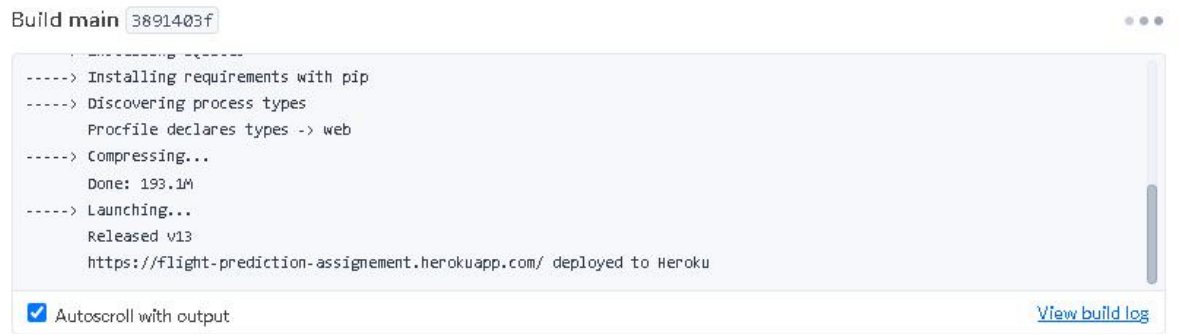 Build main 3891403f
-----> Installing requirements with pip
-----> Discovering process types
Procfile declares types -> web
-----> Compressing...
Done: 193.1M
-----> Launching...
Released v13
https://flight-prediction-assignement.herokuapp.com/ deployed to Heroku
Autoscroll with output
View build log